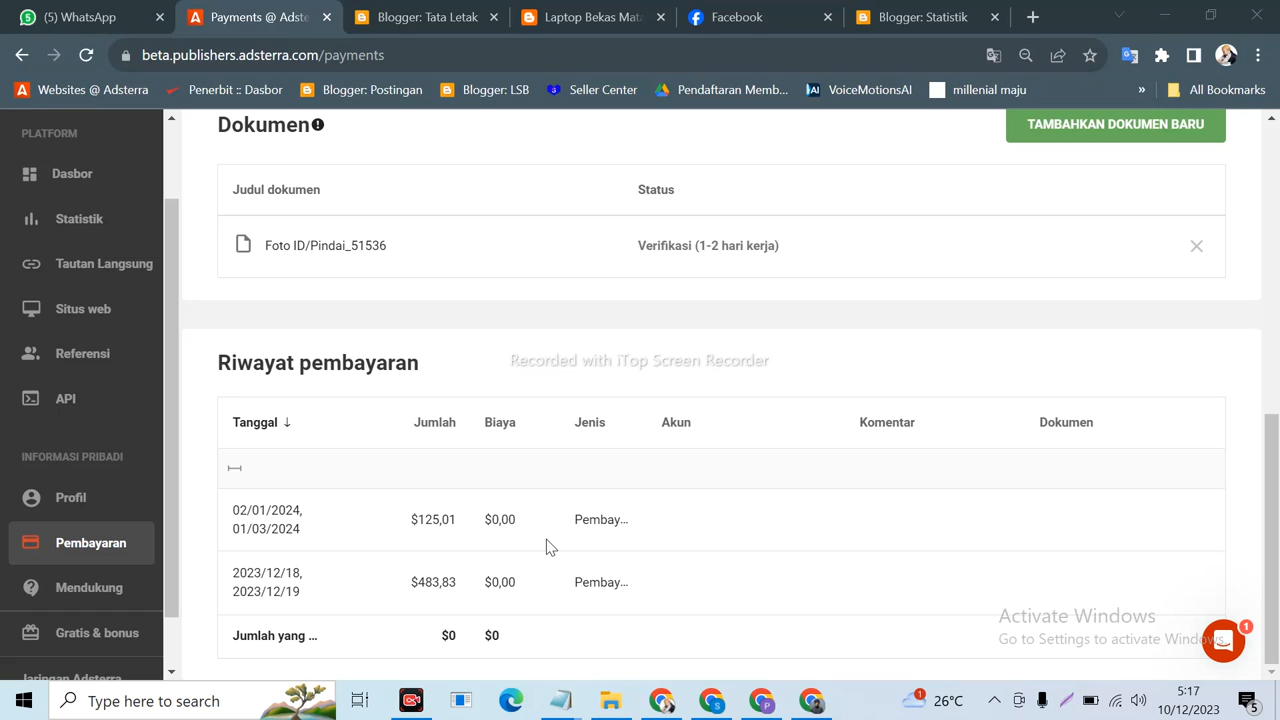 (5) WhatsApp
Payments @ Adste
Blogger: Tata Letak
Laptop Bekas Mat
Facebook
Blogger: Statistik
beta.publishers.adsterra.com/payments
Websites @ Adsterra
Penerbit :: Dasbor
Blogger: Postingan
Blogger: LSB
Seller Center
Pendaftaran Memb...
VoiceMotionsAI
millenial maju
»
All Bookmarks
PLATFORM
Dasbor
Statistik
Tautan Langsung
Situs web
Referensi
API
INFORMASI PRIBADI
Profil
Pembayaran
Mendukung
Gratis & bonus
Jaringan Adsterra
Dokumen
TAMBAHKAN DOKUMEN BARU
Judul dokumen Status
Foto ID/Pindai_51536 Verifikasi (1-2 hari kerja)
Riwayat pembayaran
Recorded with iTop Screen Recorder
Tanggal ↓ Jumlah Biaya Jenis Akun Komentar Dokumen
02/01/2024,
01/03/2024
$125,01 $0,00 Pembay...
2023/12/18,
2023/12/19
$483,83 $0,00 Pembay...
Jumlah yang ... $0 $0
Activate Windows
Go to Settings to activate Windows.
1
Type here to search
1
26°C
5:17
10/12/2023
5